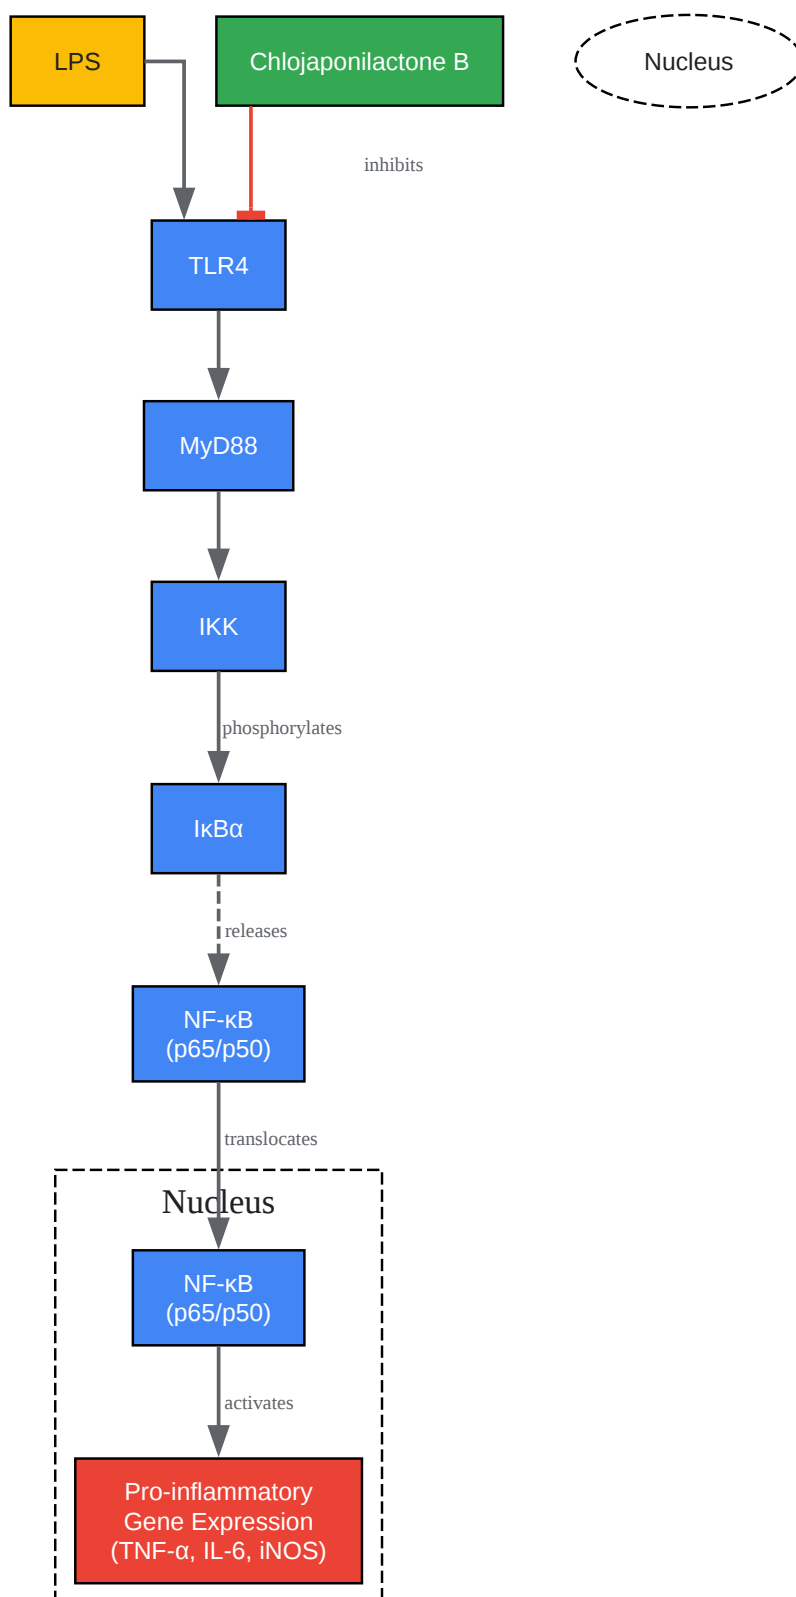 LPS
Chlojaponilactone B
Nucleus
inhibits
TLR4
MyD88
IKK
phosphorylates
IκBα
releases
NF-κB
(p65/p50)
translocates
Nucleus
NF-κB
(p65/p50)
activates
Pro-inflammatory
Gene Expression
(TNF-α, IL-6, iNOS)